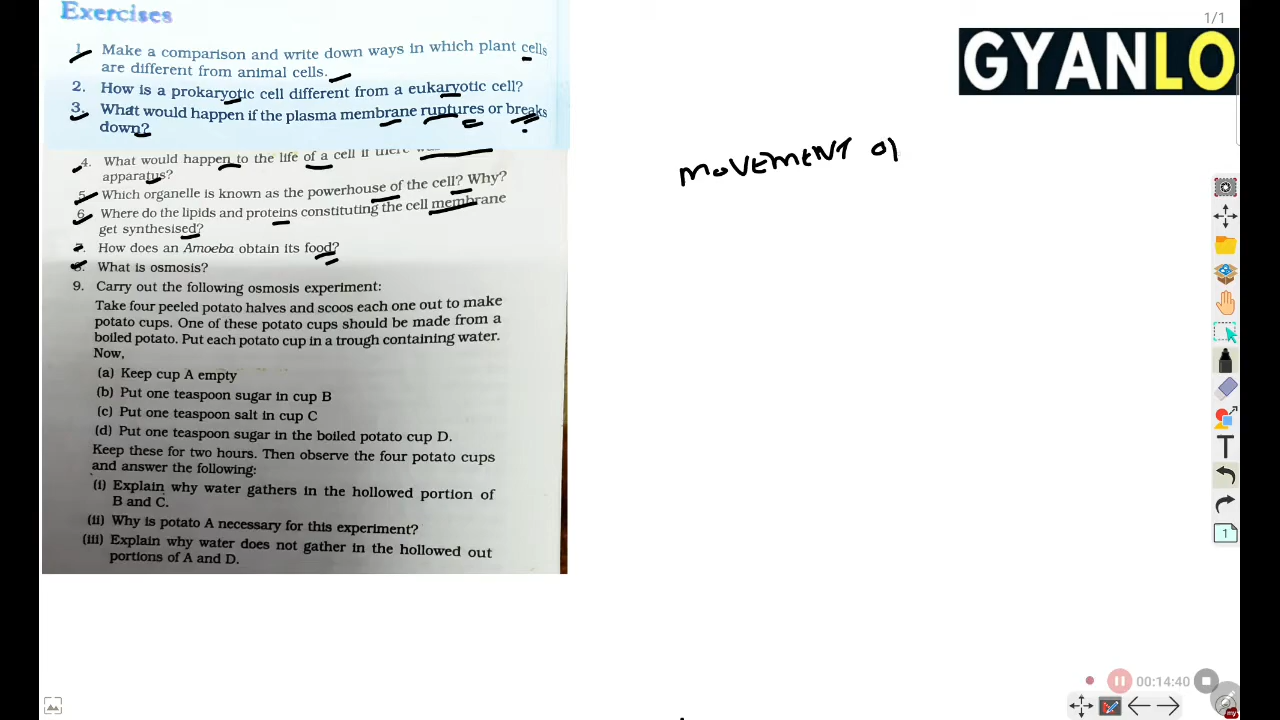 Exercises
1. Make a comparison and write down ways in which plant cells
are different from animal cells.
2. How is a prokaryotic cell different from a eukaryotic cell?
3. What would happen if the plasma membrane ruptures or breaks
down?
4. What would happen to the life of a cell if there
apparatus?
5. Which organelle is known as the powerhouse of the cell? Why?
6. Where do the lipids and proteins constituting the cell membrane
get synthesised?
7. How does an Amoeba obtain its food?
8. What is osmosis?
9. Carry out the following osmosis experiment:
Take four peeled potato halves and scoos each one out to make
potato cups. One of these potato cups should be made from a
boiled potato. Put each potato cup in a trough containing water.
Now,
(a) Keep cup A empty
(b) Put one teaspoon sugar in cup B
(c) Put one teaspoon salt in cup C
(d) Put one teaspoon sugar in the boiled potato cup D.
Keep these for two hours. Then observe the four potato cups
and answer the following:
(i) Explain why water gathers in the hollowed portion of
B and C.
(ii) Why is potato A necessary for this experiment?
(iii) Explain why water does not gather in the hollowed out
portions of A and D.
1/1
GYANLO
MOVEMENT
T
1
00:14:40